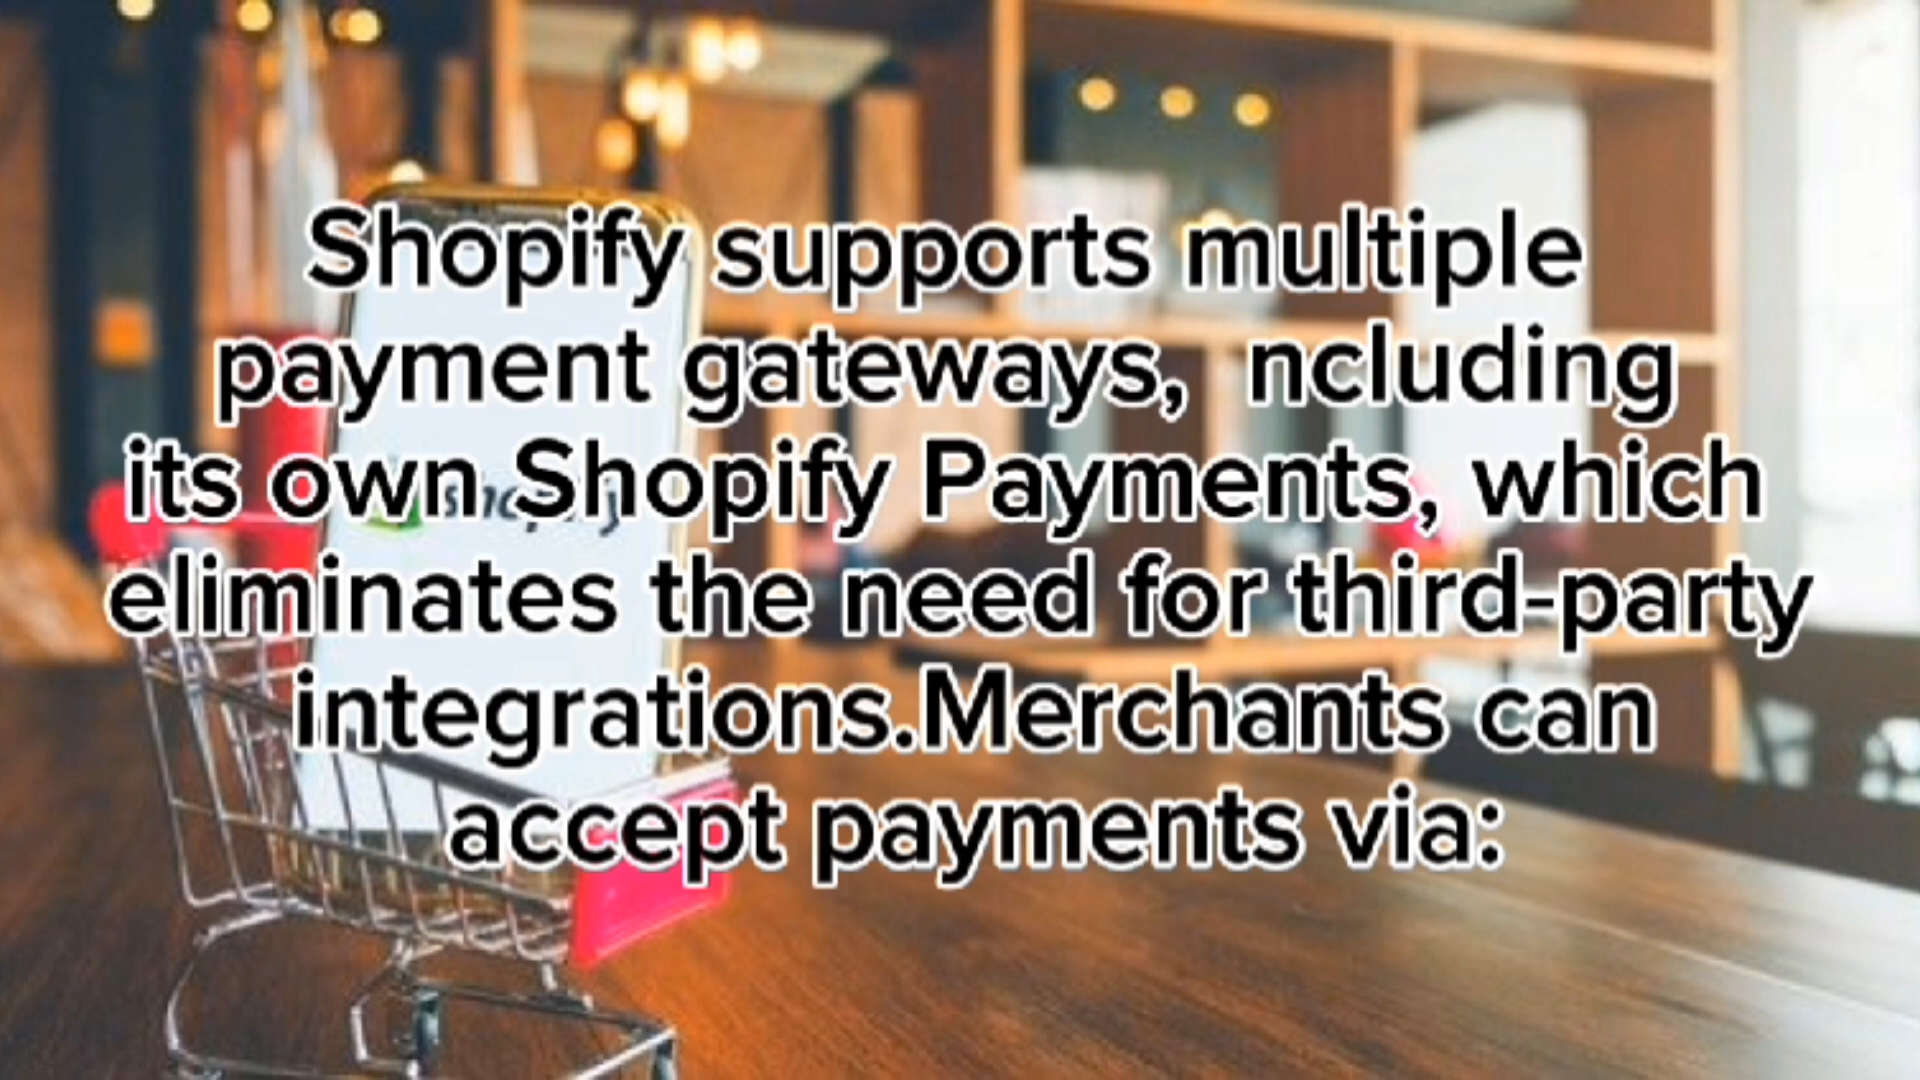 Shopify supports multiple
payment gateways,  ncluding
its own Shopify Payments, which
eliminates the need for third-party
integrations.Merchants can
accept payments via:
shopify